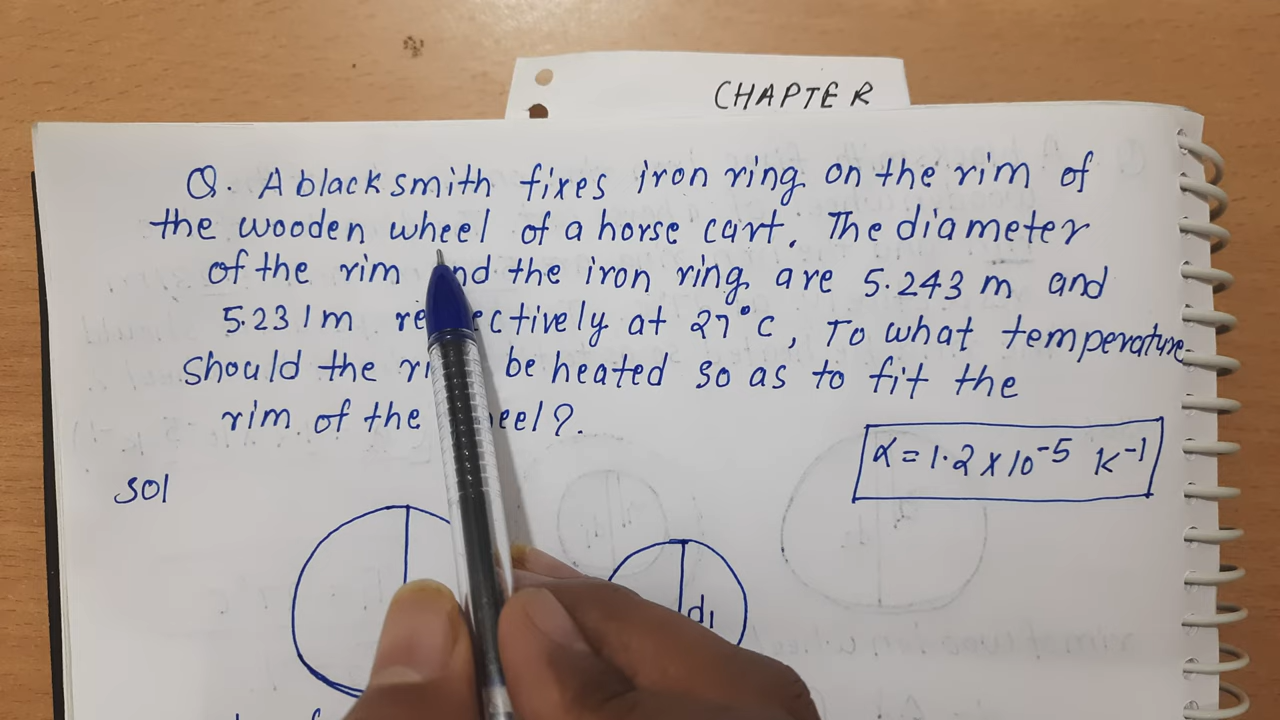 CHAPTER
Q. A blacksmith fixes iron ring on the rim of
the wooden wheel of a horse cart. The diameter
of the rim and the iron ring are 5.243 m and
5.231m at 27°C, To what temperature
should the be heated so as to fit the
rim of the ?
α = 1.2 × 10⁻⁵ K⁻¹
sol
d1